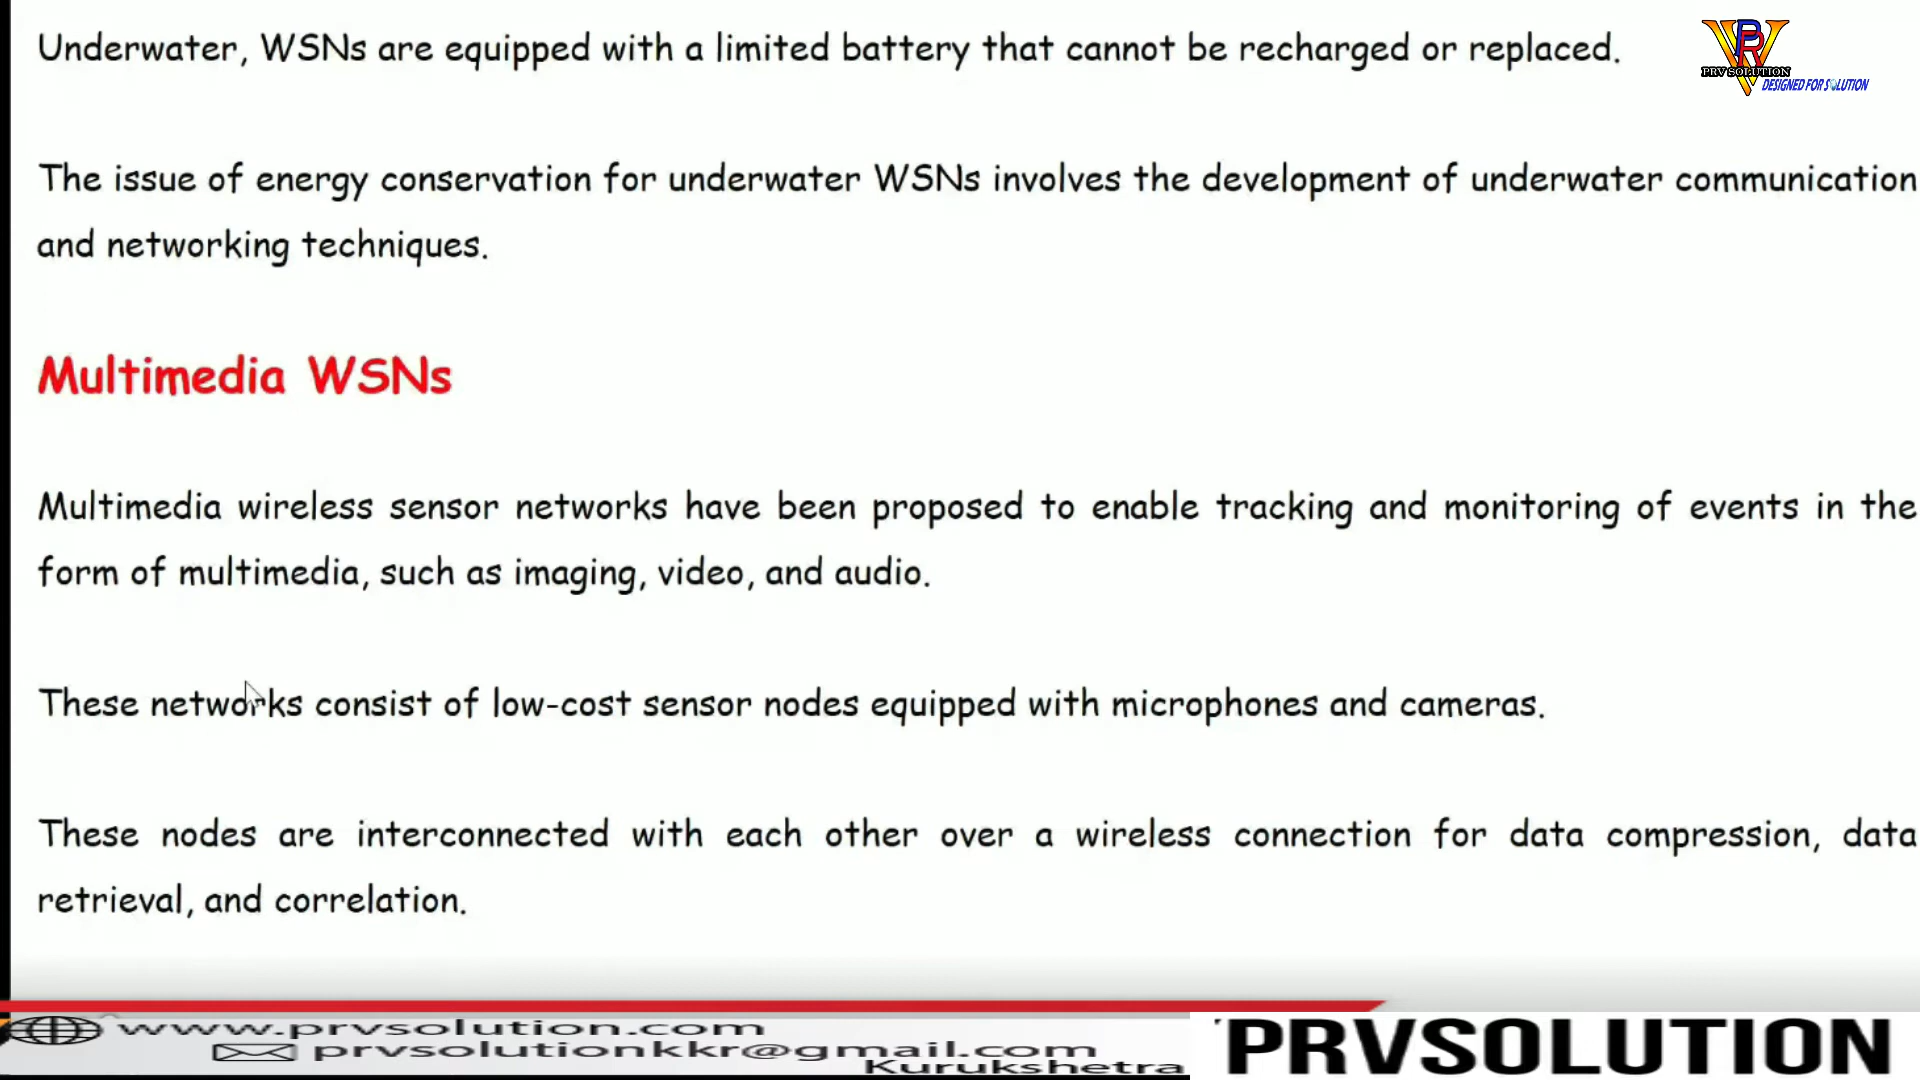 Underwater, WSNs are equipped with a limited battery that cannot be recharged or replaced.
PRV
PRV SOLUTION
DESIGNED FOR SOLUTION
The issue of energy conservation for underwater WSNs involves the development of underwater communication
and networking techniques.
Multimedia WSNs
Multimedia wireless sensor networks have been proposed to enable tracking and monitoring of events in the
form of multimedia, such as imaging, video, and audio.
These networks consist of low-cost sensor nodes equipped with microphones and cameras.
These nodes are interconnected with each other over a wireless connection for data compression, data
retrieval, and correlation.
www.prvsolution.com
prvsolutionkkr@gmail.com
Kurukshetra
PRVSOLUTION